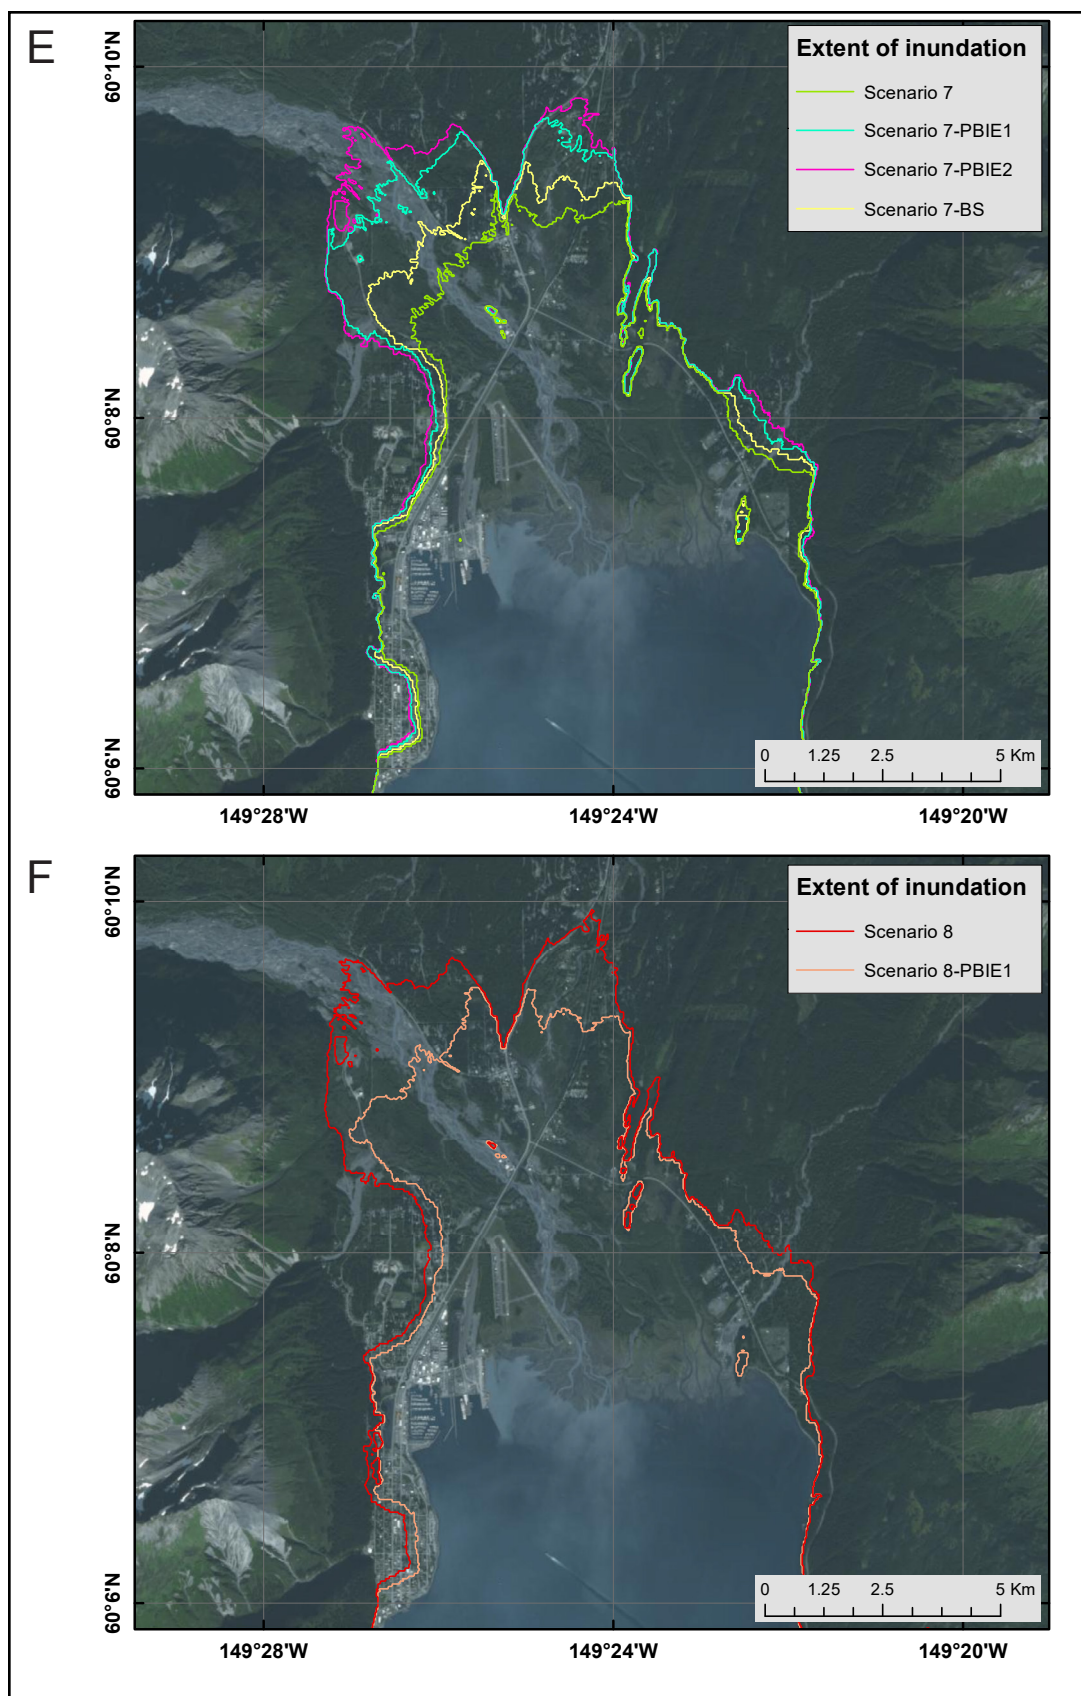 E
Extent of inundation
Scenario 7
Scenario 7-PBIE1
Scenario 7-PBIE2
Scenario 7-BS
60°10'N
60°8'N
60°6'N
0 1.25 2.5 5 Km
149°28'W 149°24'W 149°20'W
F
Extent of inundation
Scenario 8
Scenario 8-PBIE1
60°10'N
60°8'N
60°6'N
0 1.25 2.5 5 Km
149°28'W 149°24'W 149°20'W